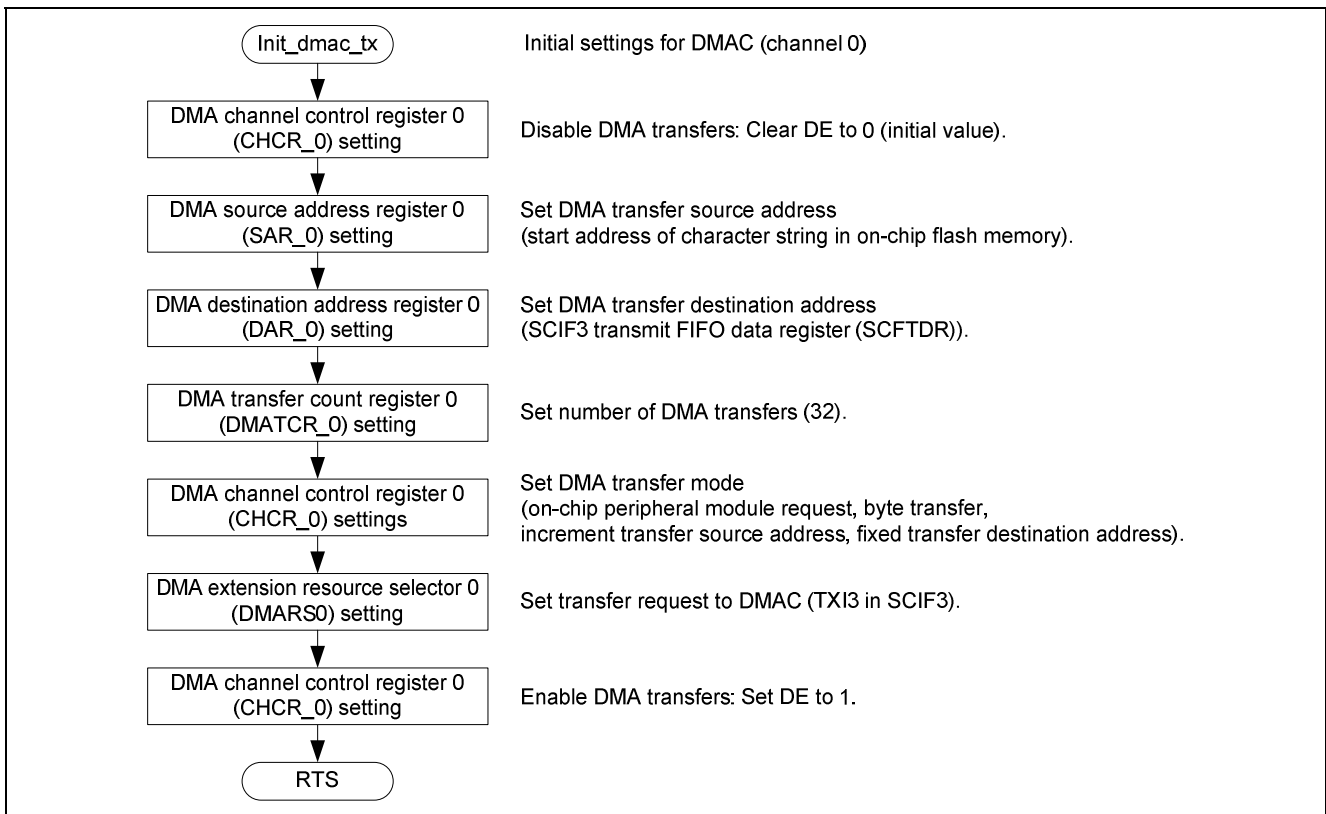 Init_dmac_tx
Initial settings for DMAC (channel 0)
DMA channel control register 0
(CHCR_0) setting
Disable DMA transfers: Clear DE to 0 (initial value).
DMA source address register 0
(SAR_0) setting
Set DMA transfer source address
(start address of character string in on-chip flash memory).
DMA destination address register 0
(DAR_0) setting
Set DMA transfer destination address
(SCIF3 transmit FIFO data register (SCFTDR)).
DMA transfer count register 0
(DMATCR_0) setting
Set number of DMA transfers (32).
DMA channel control register 0
(CHCR_0) settings
Set DMA transfer mode
(on-chip peripheral module request, byte transfer,
increment transfer source address, fixed transfer destination address).
DMA extension resource selector 0
(DMARS0) setting
Set transfer request to DMAC (TXI3 in SCIF3).
DMA channel control register 0
(CHCR_0) setting
Enable DMA transfers: Set DE to 1.
RTS